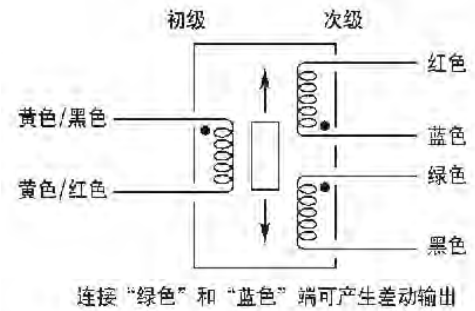 初级
次级
红色
黄色/黑色
蓝色
绿色
黄色/红色
黑色
连接“绿色”和“蓝色”端可产生差动输出